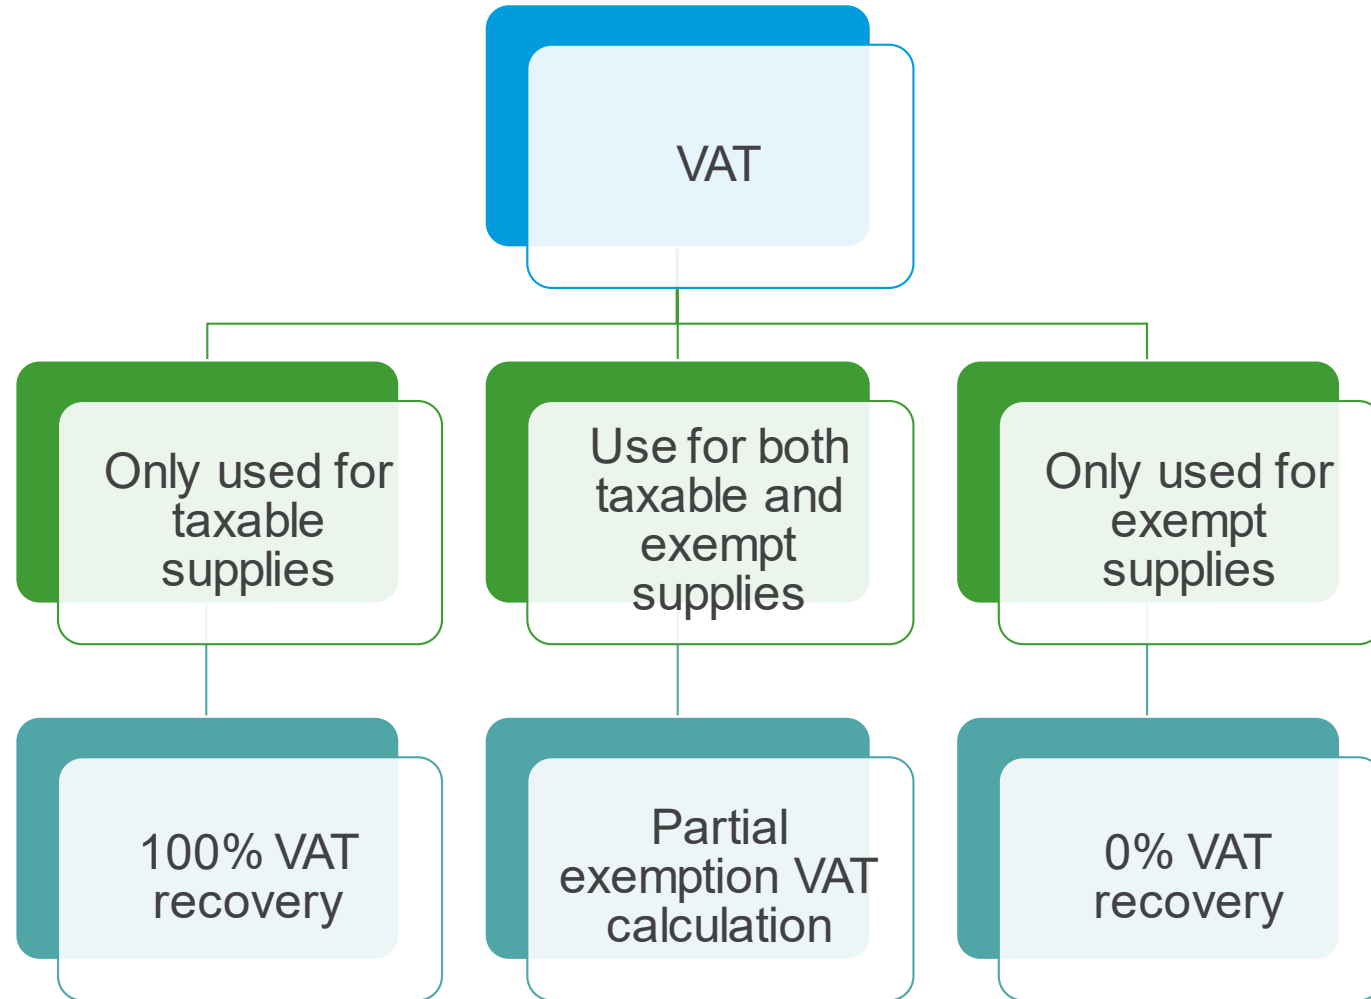 VAT
Only used for
taxable
supplies
Use for both
taxable and
exempt
supplies
Only used for
exempt
supplies
100% VAT
recovery
Partial
exemption VAT
calculation
0% VAT
recovery